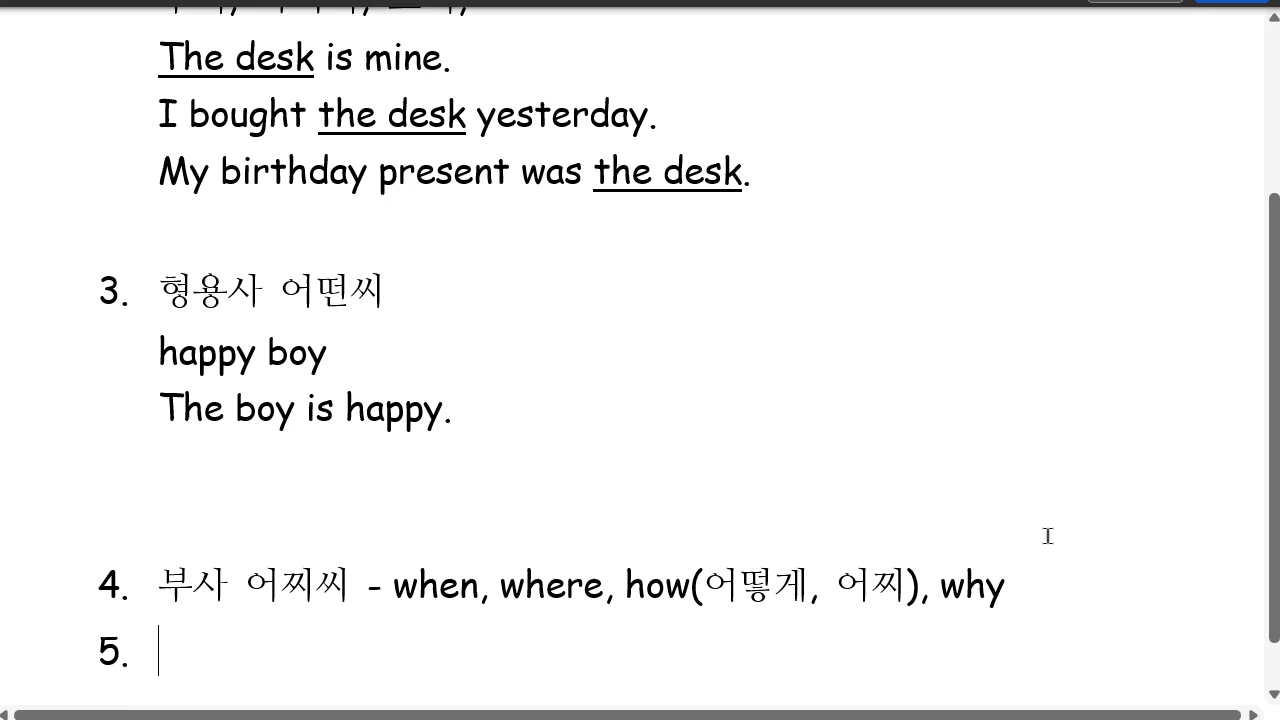 The desk is mine.
I bought the desk yesterday.
My birthday present was the desk.
3. 형용사 어떤씨
happy boy
The boy is happy.
4. 부사 어찌씨 - when, where, how(어떻게, 어찌), why
5.